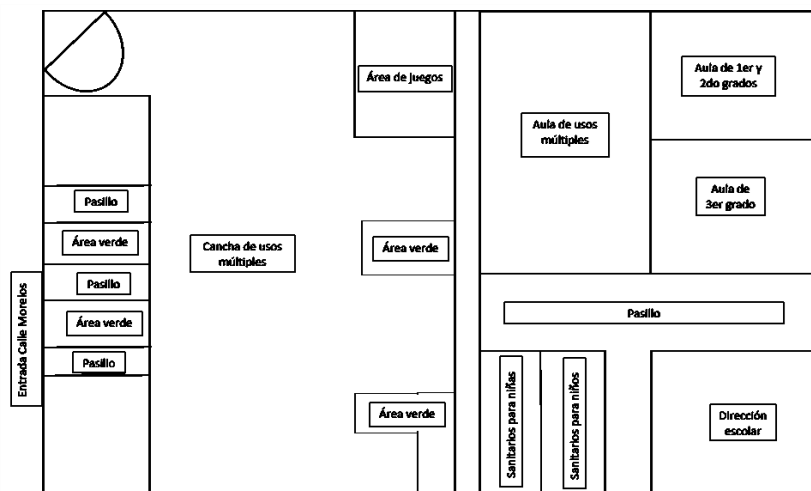 Área de juegos
Aula de usos
múltiples
Aula de 1er y
2do grados
Aula de
3er grado
Pasillo
Área verde
Pasillo
Área verde
Pasillo
Entrada Calle Morelos
Cancha de usos
múltiples
Área verde
Área verde
Pasillo
Sanitarios para niñas
Sanitarios para niños
Dirección
escolar